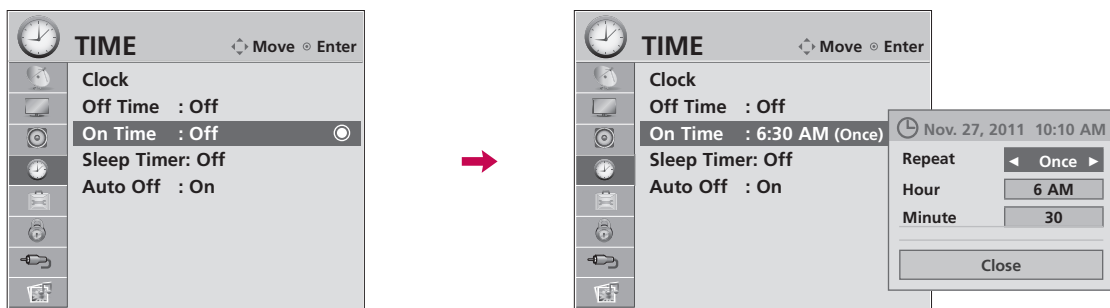 TIME
Move Enter
Clock
Off Time : Off
On Time : Off
Sleep Timer: Off
Auto Off : On
TIME
Move Enter
Clock
Off Time : Off
On Time : 6:30 AM (Once)
Sleep Timer: Off
Auto Off : On
Nov. 27, 2011 10:10 AM
Repeat ◄ Once ►
Hour 6 AM
Minute 30
Close